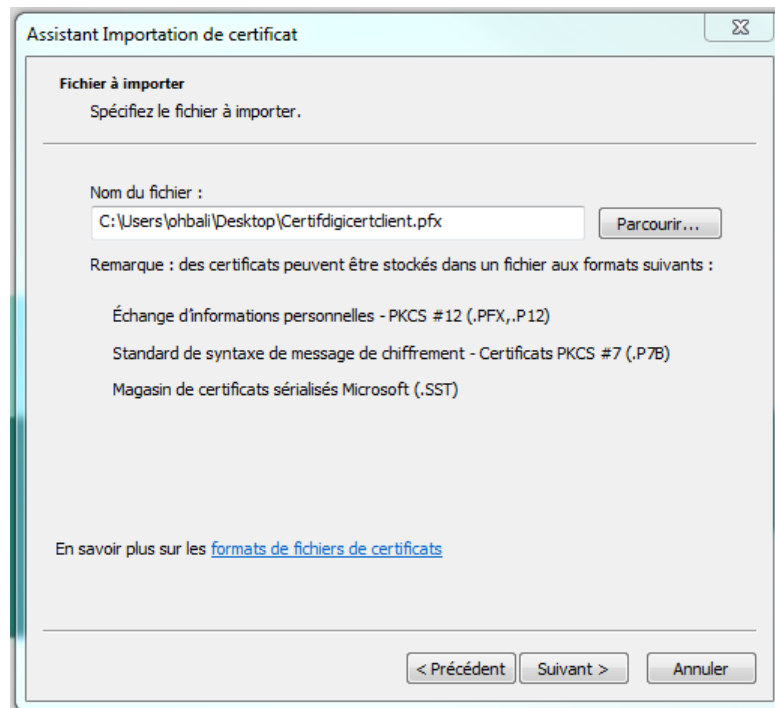 Assistant Importation de certificat
Fichier à importer
Spécifiez le fichier à importer.
Nom du fichier :
C:\Users\ohbali\Desktop\Certifdigicertclient.pfx
Parcourir...
Remarque : des certificats peuvent être stockés dans un fichier aux formats suivants :
Échange d'informations personnelles - PKCS #12 (.PFX,.P12)
Standard de syntaxe de message de chiffrement - Certificats PKCS #7 (.P7B)
Magasin de certificats sérialisés Microsoft (.SST)
En savoir plus sur les formats de fichiers de certificats
< Précédent Suivant > Annuler